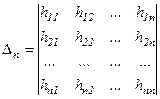 h₁₁ h₁₂ ... h₁ₙ
h₂₁ h₂₂ ... h₂ₙ
Δₙ =
... ... ... ...
hₙ₁ hₙ₂ ... hₙₙ